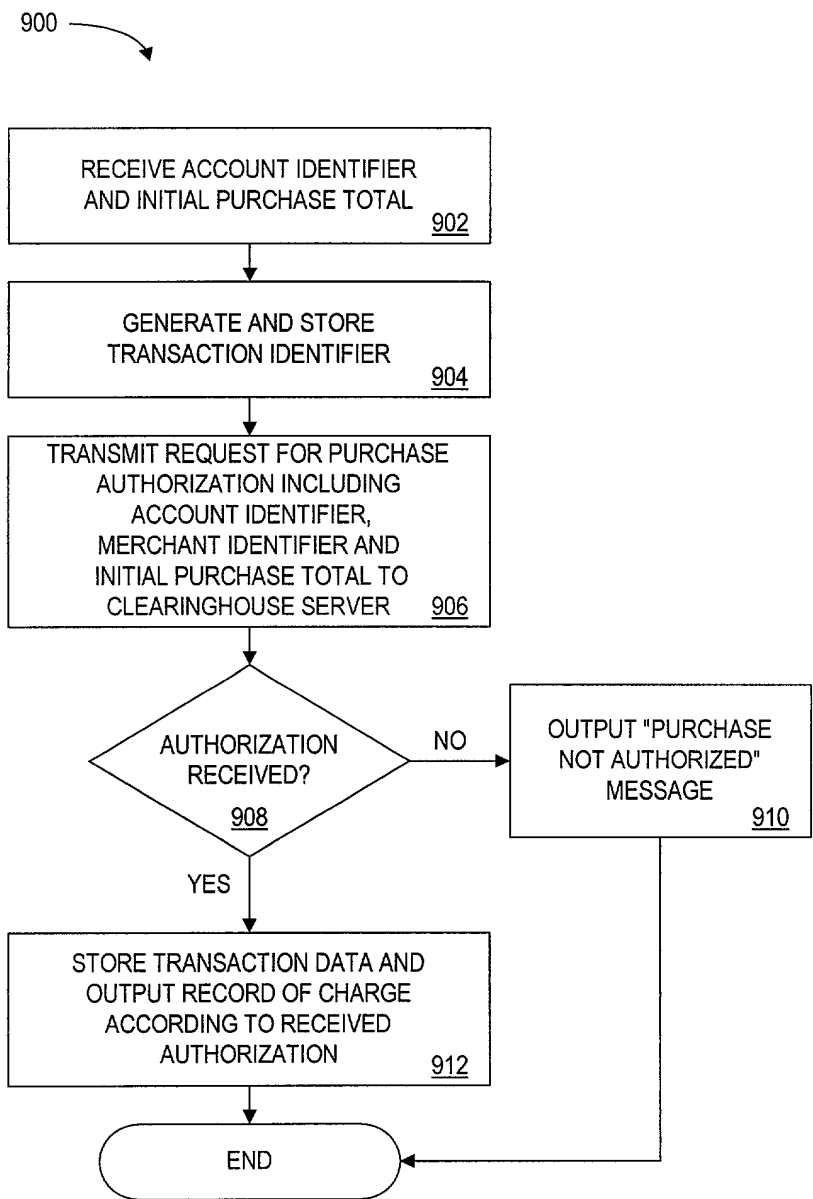 900
RECEIVE ACCOUNT IDENTIFIER
AND INITIAL PURCHASE TOTAL
902
GENERATE AND STORE
TRANSACTION IDENTIFIER
904
TRANSMIT REQUEST FOR PURCHASE
AUTHORIZATION INCLUDING
ACCOUNT IDENTIFIER,
MERCHANT IDENTIFIER AND
INITIAL PURCHASE TOTAL TO
CLEARINGHOUSE SERVER
906
AUTHORIZATION
RECEIVED?
908
NO
OUTPUT "PURCHASE
NOT AUTHORIZED"
MESSAGE
910
YES
STORE TRANSACTION DATA AND
OUTPUT RECORD OF CHARGE
ACCORDING TO RECEIVED
AUTHORIZATION
912
END